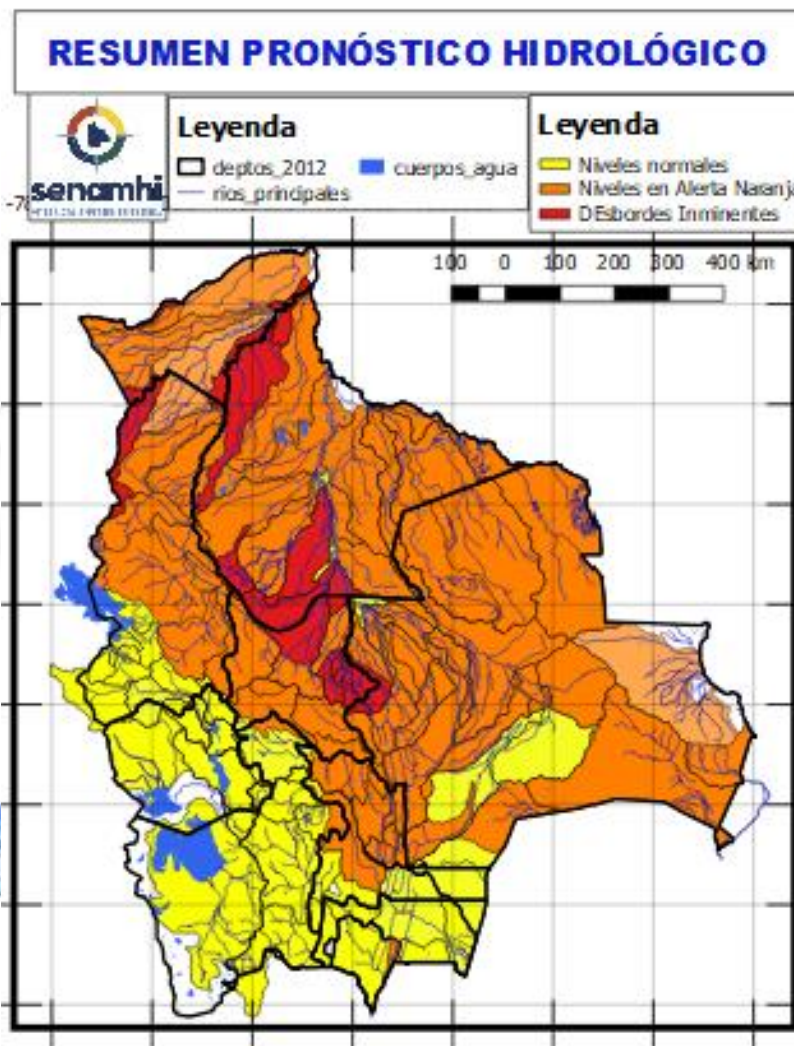 RESUMEN PRONÓSTICO HIDROLÓGICO
senamhi
Leyenda
deptos_2012
cuerpos_agua
rios_principales
Leyenda
Niveles normales
Niveles en Alerta Naranja
DEsbordes Inminentes
100 0 100 200 300 400 km